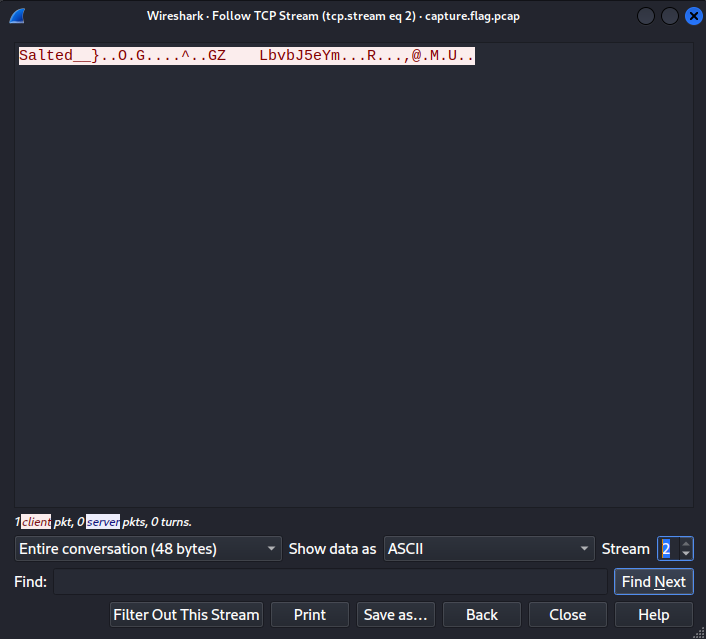 Wireshark · Follow TCP Stream (tcp.stream eq 2) · capture.flag.pcap
Salted__}..O.G....^..GZ    LbvbJ5eYm...R...,@.M.U..
1 client pkt, 0 server pkts, 0 turns.
Entire conversation (48 bytes) Show data as ASCII Stream 2
Find: Find Next
Filter Out This Stream Print Save as... Back Close Help